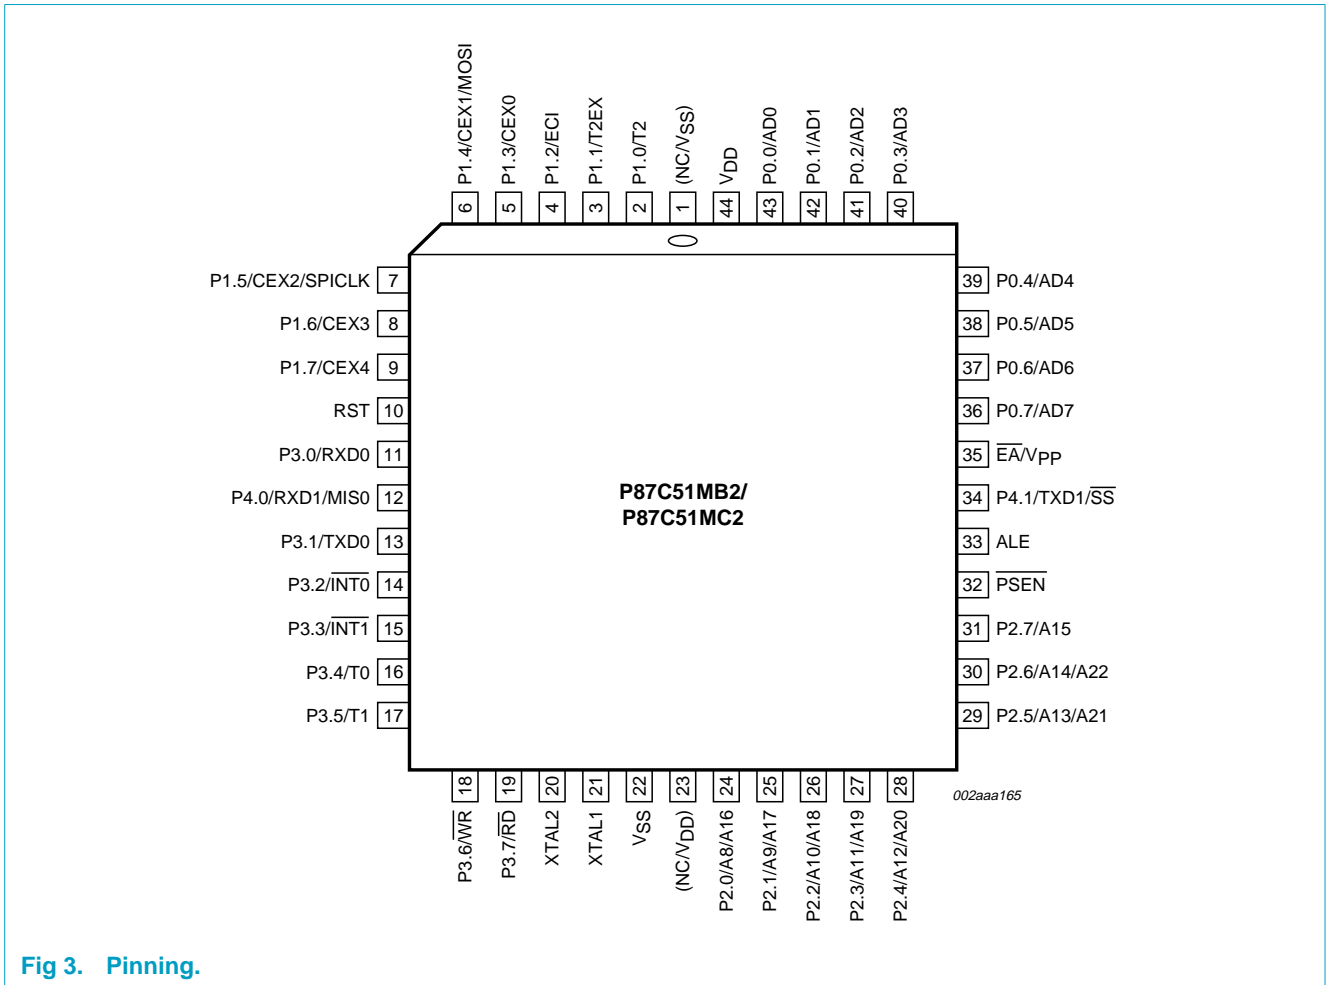 P1.4/CEX1/MOSI
P1.3/CEX0
P1.2/ECI
P1.1/T2EX
P1.0/T2
(NC/VSS)
VDD
P0.0/AD0
P0.1/AD1
P0.2/AD2
P0.3/AD3
6
5
4
3
2
1
44
43
42
41
40
P1.5/CEX2/SPICLK 7
P1.6/CEX3 8
P1.7/CEX4 9
RST 10
P3.0/RXD0 11
P4.0/RXD1/MIS0 12
P3.1/TXD0 13
P3.2/INT0 14
P3.3/INT1 15
P3.4/T0 16
P3.5/T1 17
P87C51MB2/
P87C51MC2
39 P0.4/AD4
38 P0.5/AD5
37 P0.6/AD6
36 P0.7/AD7
35 EA/VPP
34 P4.1/TXD1/SS
33 ALE
32 PSEN
31 P2.7/A15
30 P2.6/A14/A22
29 P2.5/A13/A21
18
19
20
21
22
23
24
25
26
27
28
P3.6/WR
P3.7/RD
XTAL2
XTAL1
VSS
(NC/VDD)
P2.0/A8/A16
P2.1/A9/A17
P2.2/A10/A18
P2.3/A11/A19
P2.4/A12/A20
002aaa165
Fig 3. Pinning.